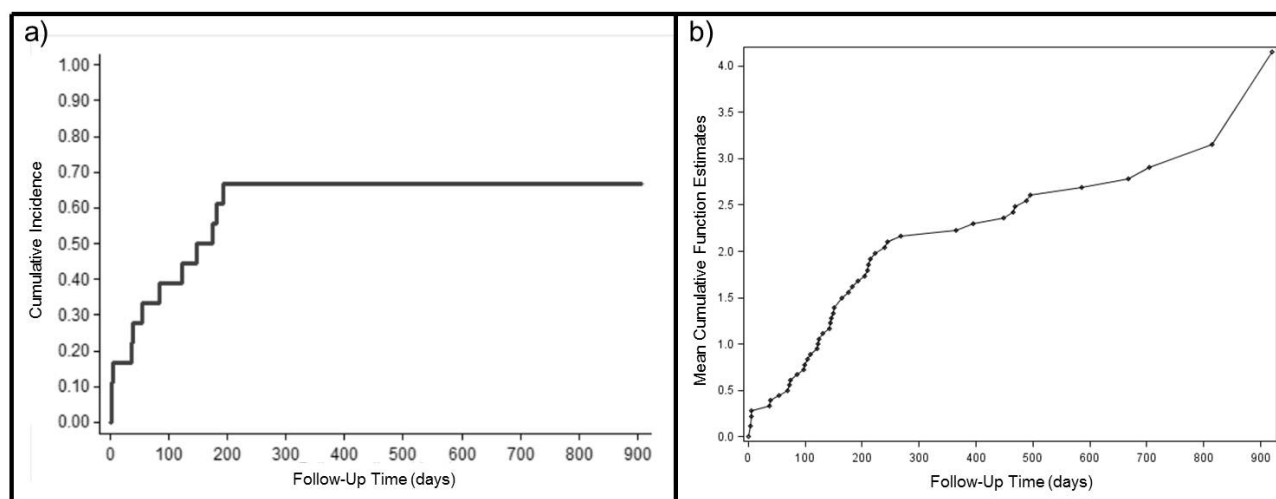 a)
1.00
0.90
0.80
0.70
0.60
0.50
0.40
0.30
0.20
0.10
0.00
Cumulative Incidence
0 100 200 300 400 500 600 700 800 900
Follow-Up Time (days)
b)
4.0
3.5
3.0
2.5
2.0
1.5
1.0
0.5
0.0
Mean Cumulative Function Estimates
0 100 200 300 400 500 600 700 800 900
Follow-Up Time (days)